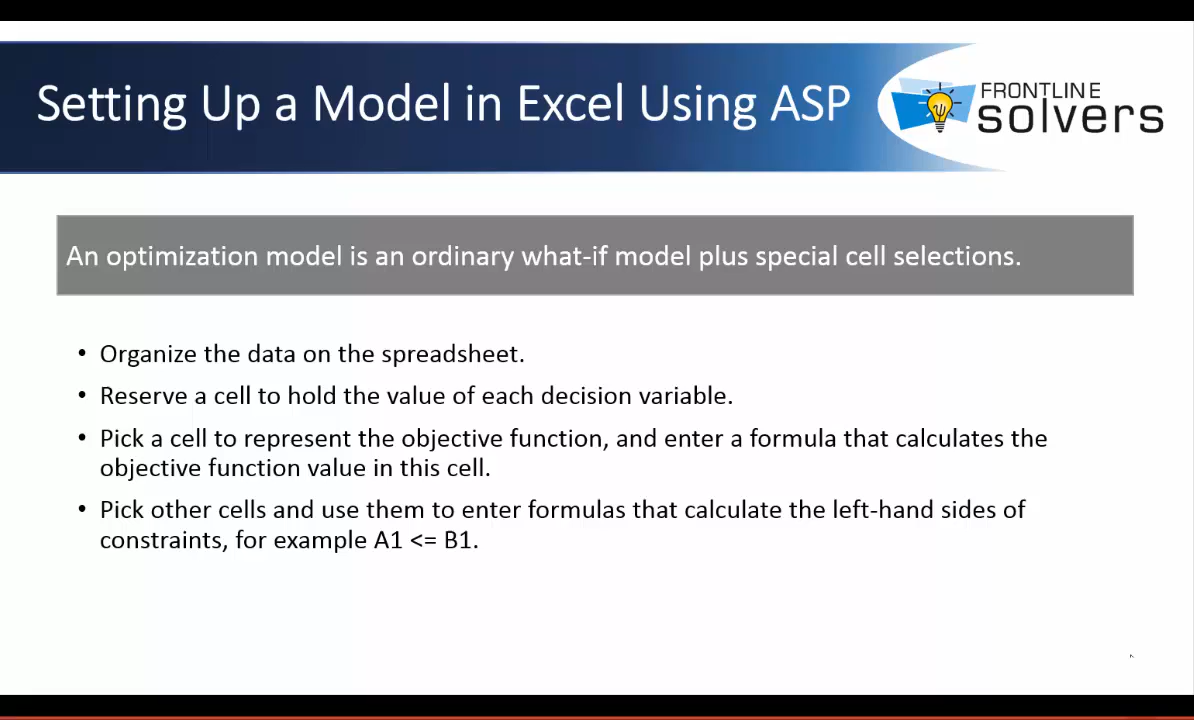 Setting Up a Model in Excel Using ASP
FRONTLINE
solvers
An optimization model is an ordinary what-if model plus special cell selections.
• Organize the data on the spreadsheet.
• Reserve a cell to hold the value of each decision variable.
• Pick a cell to represent the objective function, and enter a formula that calculates the
objective function value in this cell.
• Pick other cells and use them to enter formulas that calculate the left-hand sides of
constraints, for example A1 <= B1.